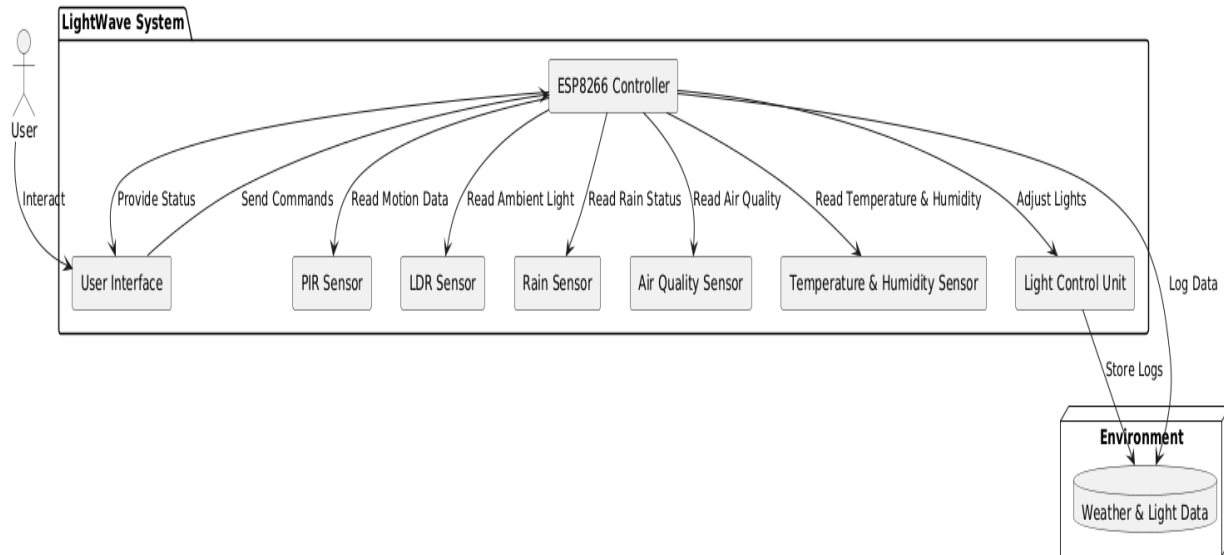 LightWave System
ESP8266 Controller
User
Interact
Provide Status
Send Commands
Read Motion Data
Read Ambient Light
Read Rain Status
Read Air Quality
Read Temperature & Humidity
Adjust Lights
User Interface
PIR Sensor
LDR Sensor
Rain Sensor
Air Quality Sensor
Temperature & Humidity Sensor
Light Control Unit
Log Data
Store Logs
Environment
Weather & Light Data